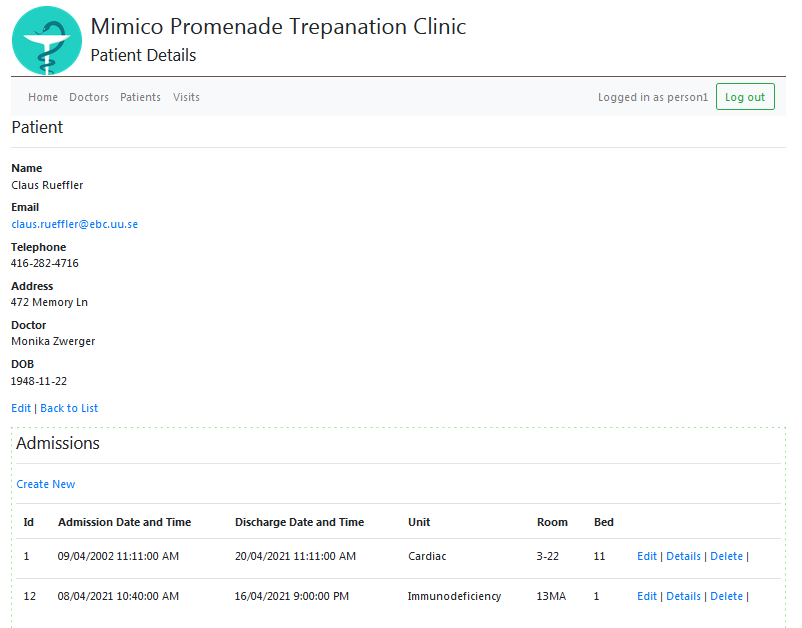 Mimico Promenade Trepanation Clinic
Patient Details
Home Doctors Patients Visits Logged in as person1 Log out
Patient
Name
Claus Rueffler
Email
claus.rueffler@ebc.uu.se
Telephone
416-282-4716
Address
472 Memory Ln
Doctor
Monika Zwerger
DOB
1948-11-22
Edit | Back to List
Admissions
Create New
Id Admission Date and Time Discharge Date and Time Unit Room Bed
1 09/04/2002 11:11:00 AM 20/04/2021 11:11:00 AM Cardiac 3-22 11 Edit | Details | Delete |
12 08/04/2021 10:40:00 AM 16/04/2021 9:00:00 PM Immunodeficiency 13MA 1 Edit | Details | Delete |